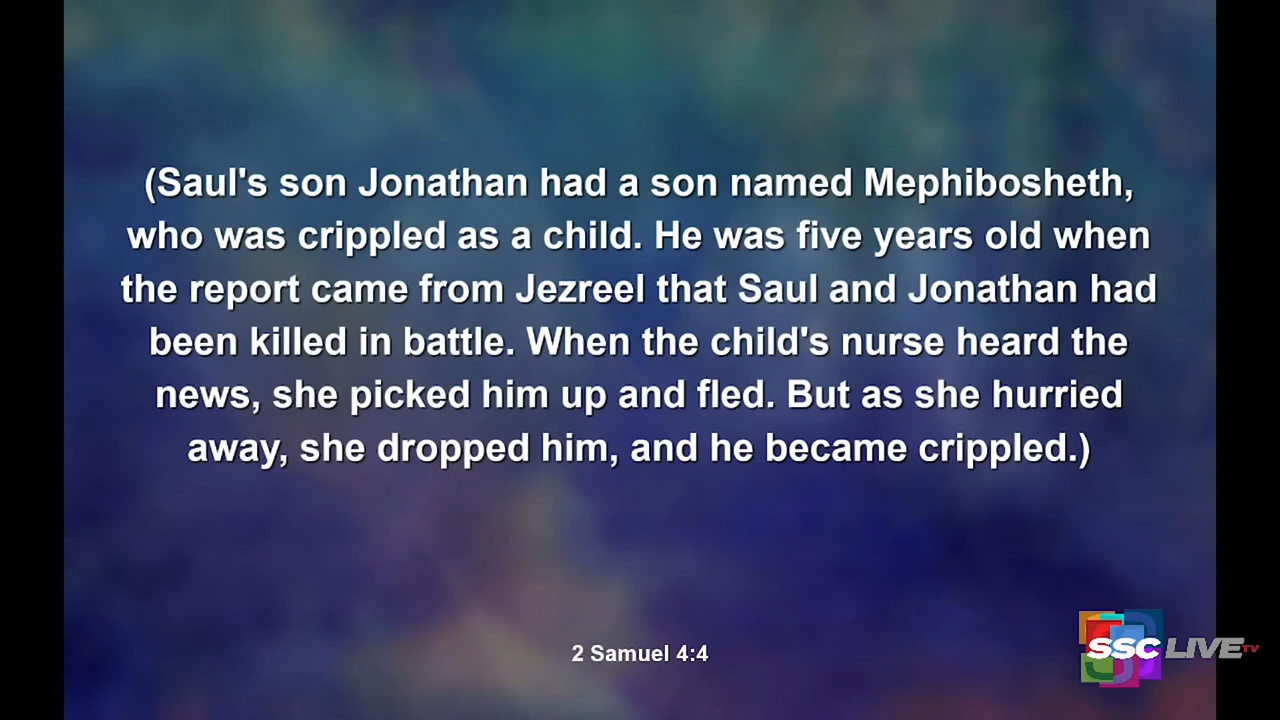 (Saul's son Jonathan had a son named Mephibosheth,
who was crippled as a child. He was five years old when
the report came from Jezreel that Saul and Jonathan had
been killed in battle. When the child's nurse heard the
news, she picked him up and fled. But as she hurried
away, she dropped him, and he became crippled.)
2 Samuel 4:4
SSC LIVE TV